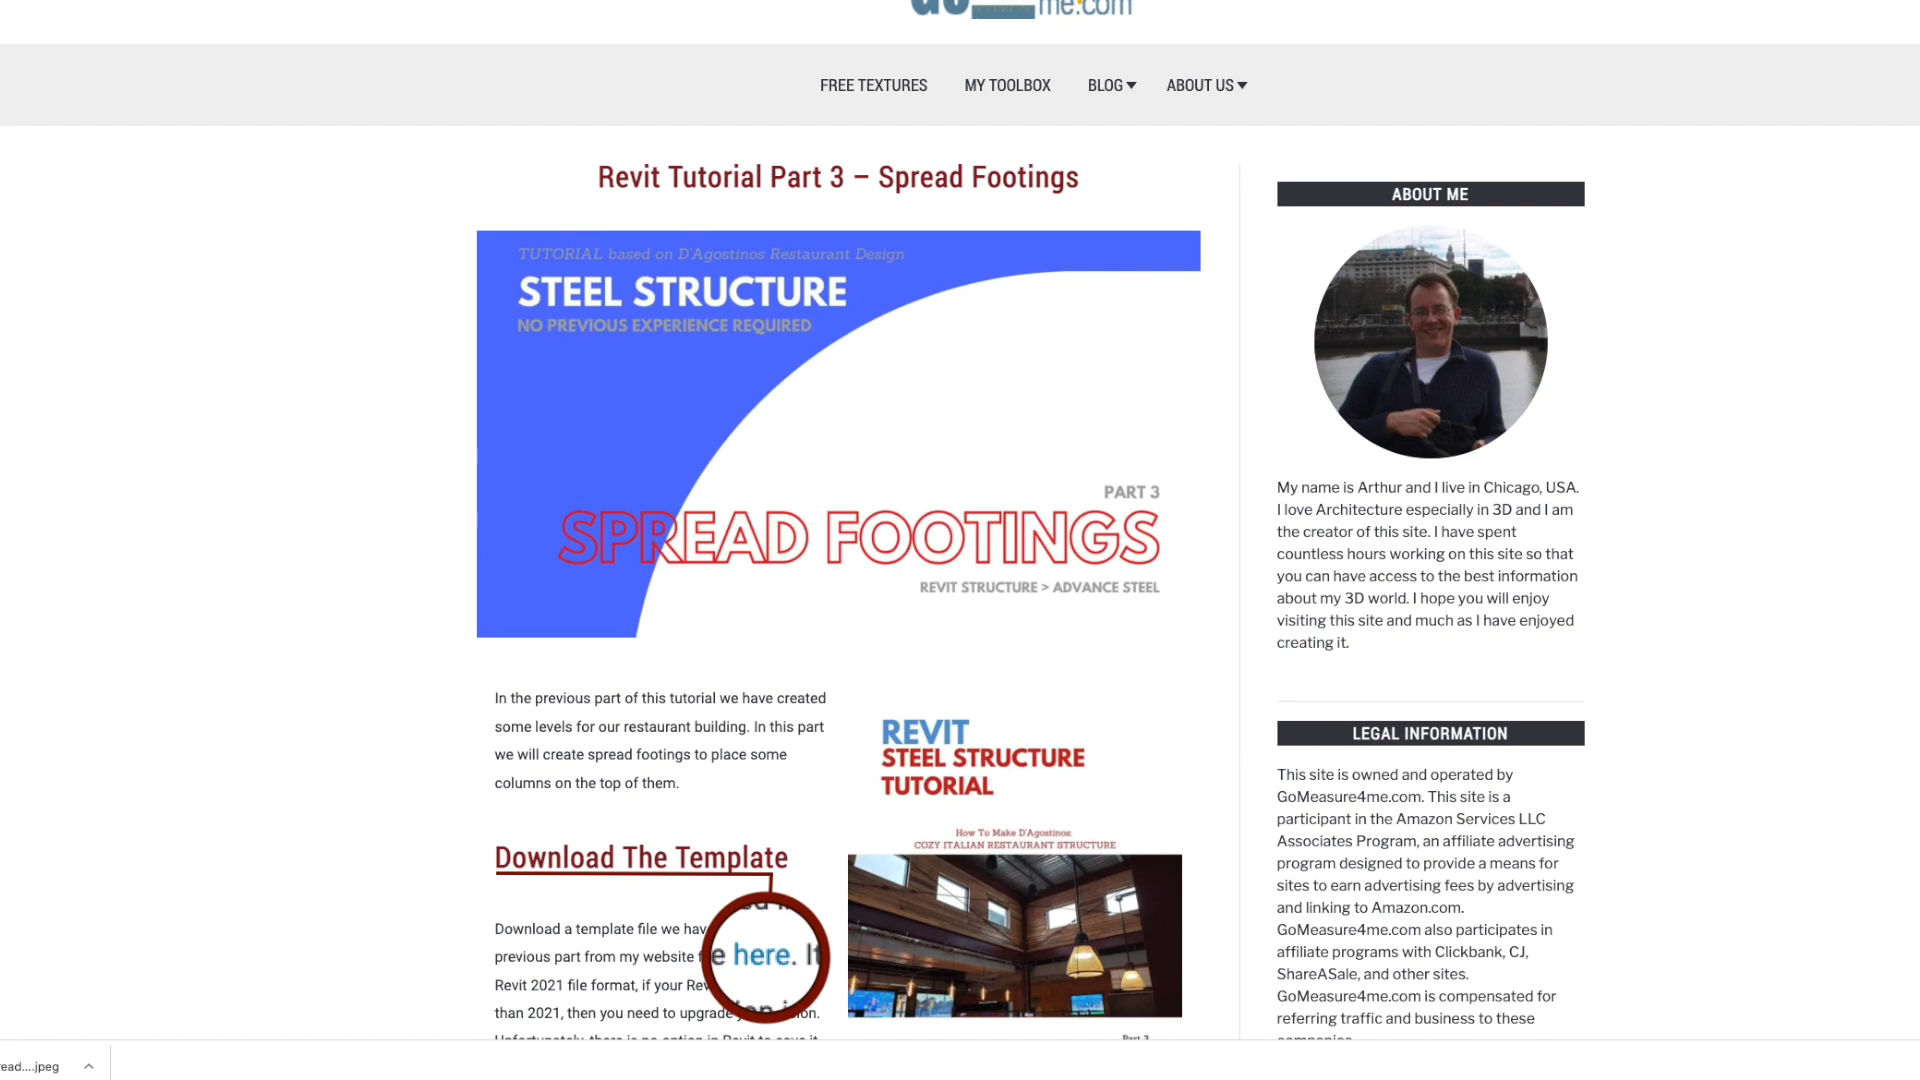 me.com
FREE TEXTURES MY TOOLBOX BLOG ABOUT US
Revit Tutorial Part 3 – Spread Footings
TUTORIAL based on D'Agostinos Restaurant Design
STEEL STRUCTURE
NO PREVIOUS EXPERIENCE REQUIRED
PART 3
SPREAD FOOTINGS
REVIT STRUCTURE > ADVANCE STEEL
In the previous part of this tutorial we have created
some levels for our restaurant building. In this part
we will create spread footings to place some
columns on the top of them.
Download The Template
Download a template file we hav
previous part from my website f
e here. It
Revit 2021 file format, if your Rev
than 2021, then you need to upgrade
on.
REVIT
STEEL STRUCTURE
TUTORIAL
How To Make D'Agostinos:
COZY ITALIAN RESTAURANT STRUCTURE
Part 3
ABOUT ME
My name is Arthur and I live in Chicago, USA.
I love Architecture especially in 3D and I am
the creator of this site. I have spent
countless hours working on this site so that
you can have access to the best information
about my 3D world. I hope you will enjoy
visiting this site and much as I have enjoyed
creating it.
LEGAL INFORMATION
This site is owned and operated by
GoMeasure4me.com. This site is a
participant in the Amazon Services LLC
Associates Program, an affiliate advertising
program designed to provide a means for
sites to earn advertising fees by advertising
and linking to Amazon.com.
GoMeasure4me.com also participates in
affiliate programs with Clickbank, CJ,
ShareASale, and other sites.
GoMeasure4me.com is compensated for
referring traffic and business to these
ead....jpeg